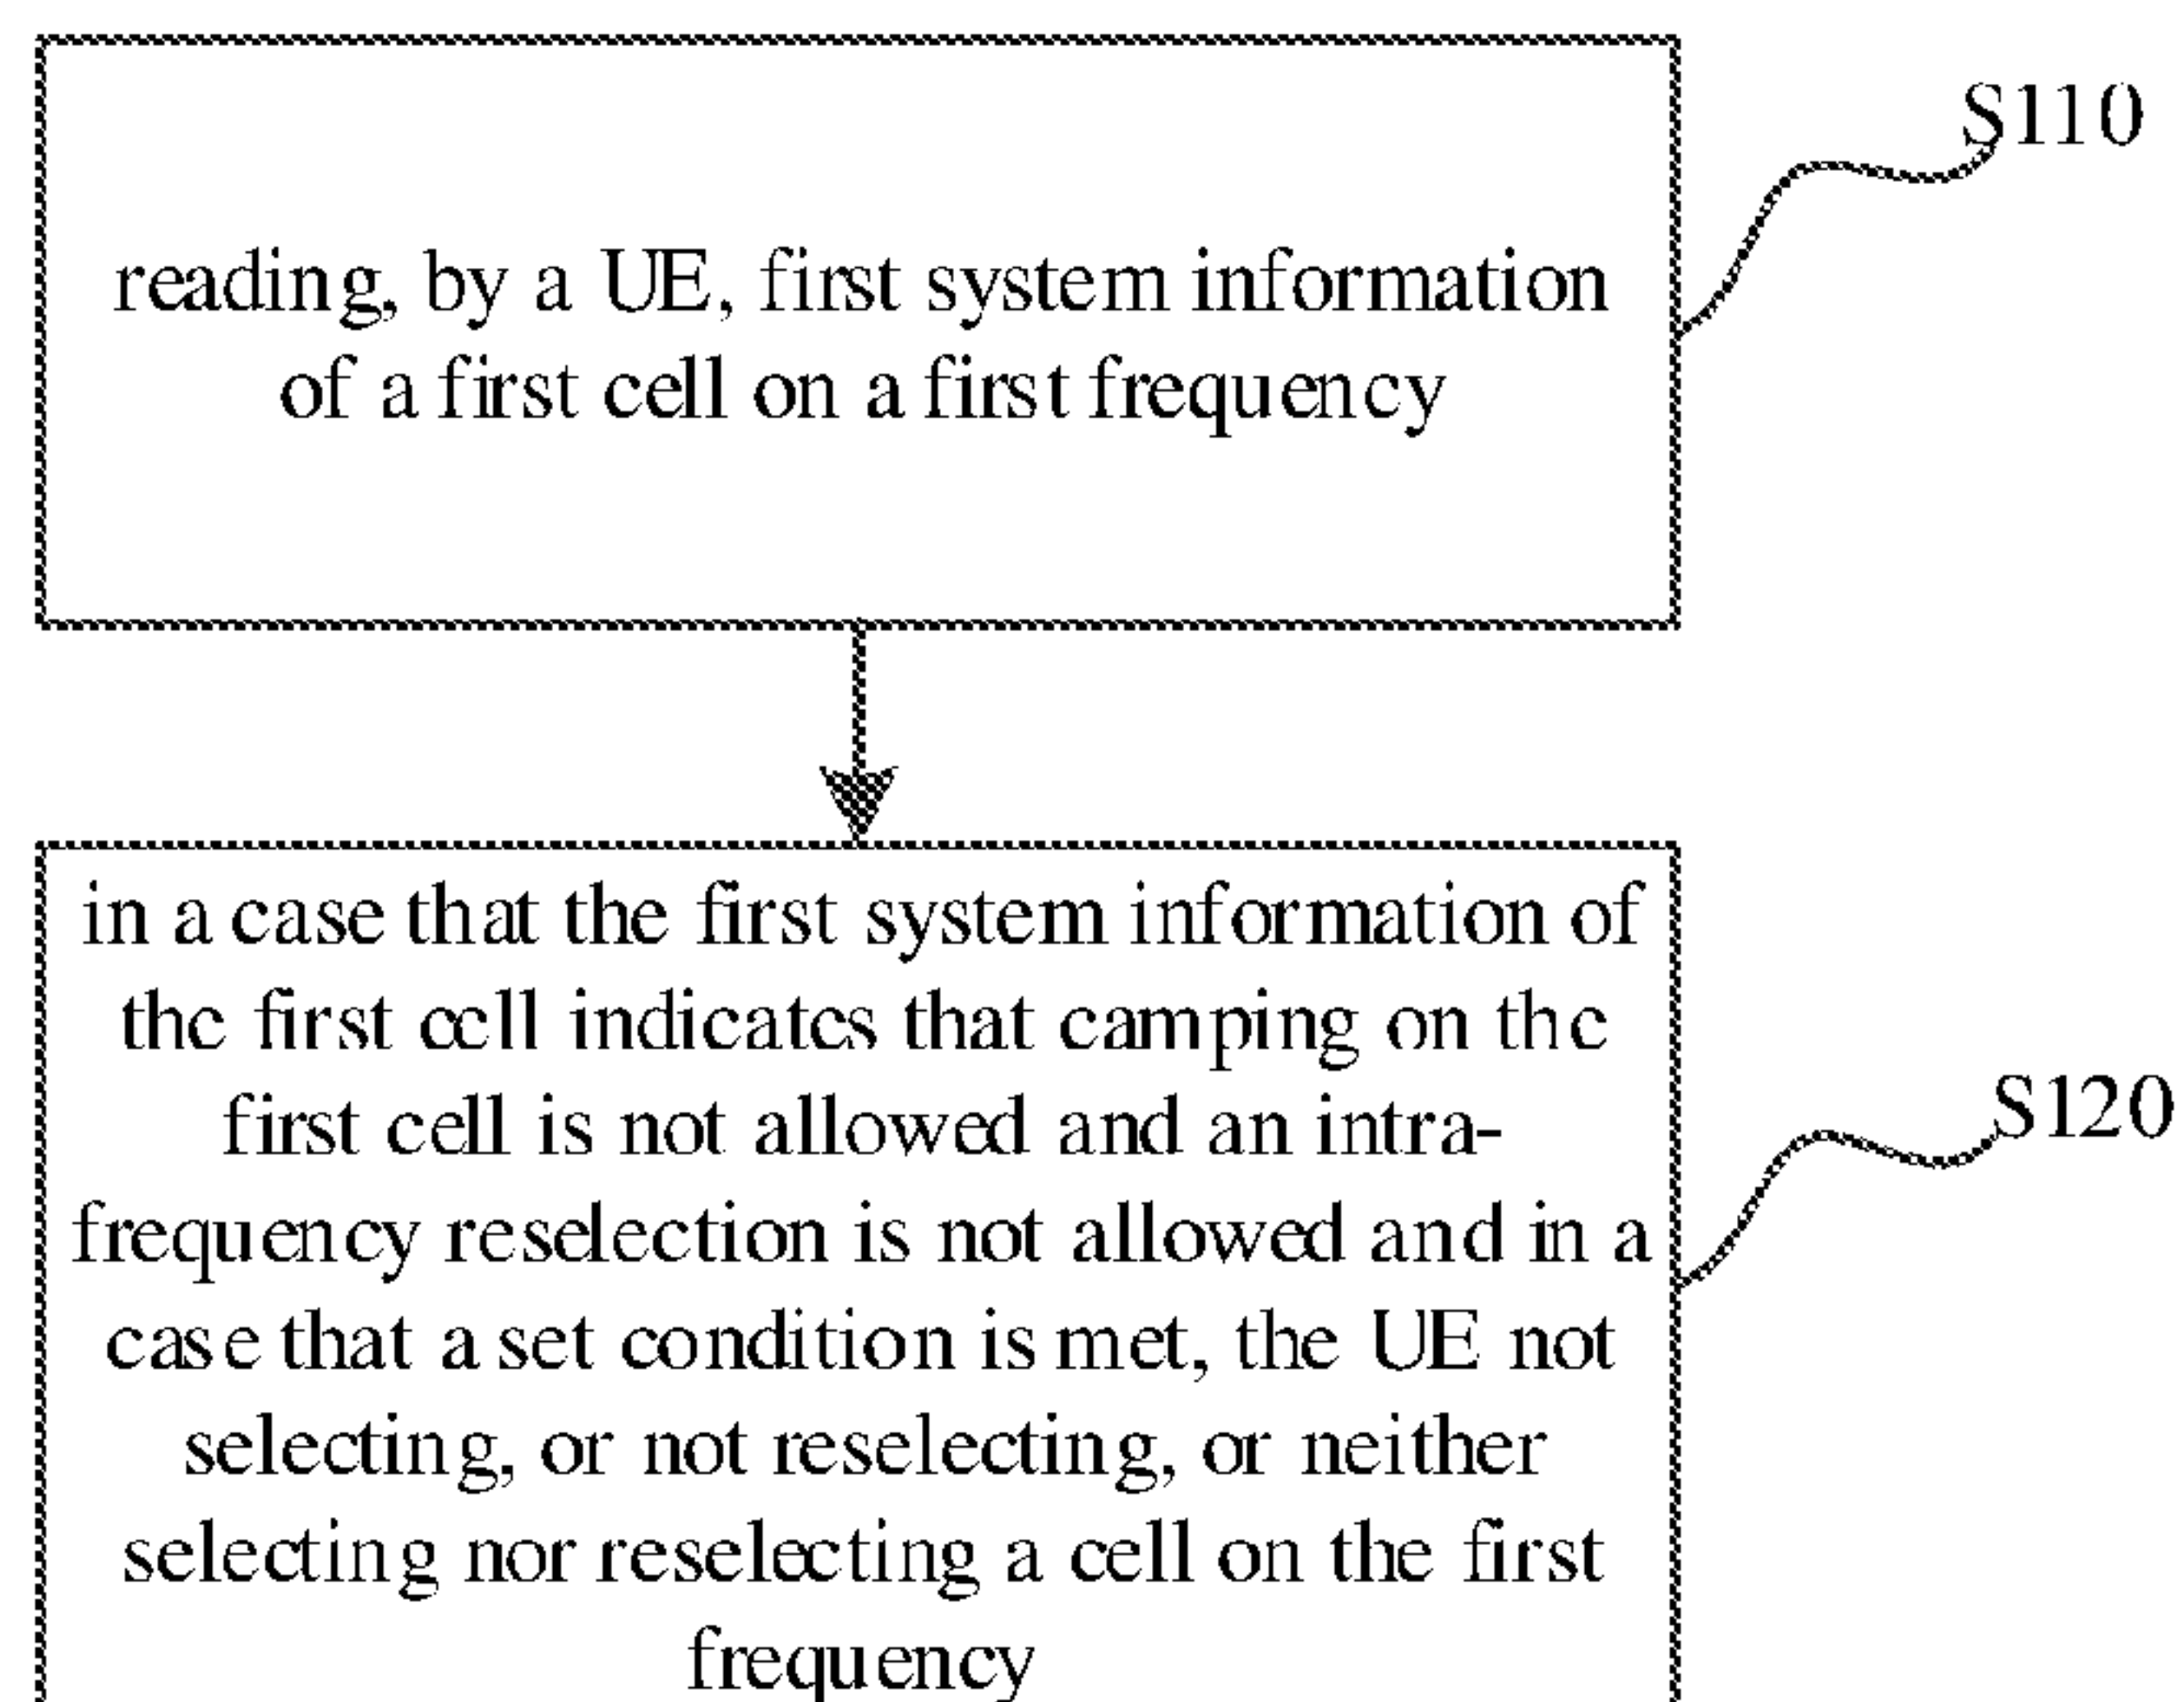 S110
reading, by a UE, first system information
of a first cell on a first frequency
in a case that the first system information of
the first cell indicates that camping on the
first cell is not allowed and an intra-
frequency reselection is not allowed and in a
case that a set condition is met, the UE not
selecting, or not reselecting, or neither
selecting nor reselecting a cell on the first
frequency
S120